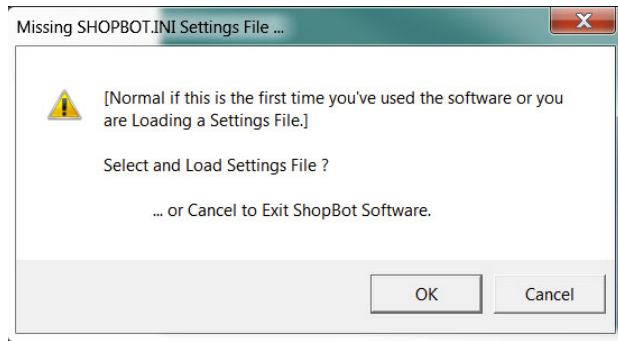 Missing SHOPBOT.INI Settings File ...
[Normal if this is the first time you've used the software or you
are Loading a Settings File.]
Select and Load Settings File ?
... or Cancel to Exit ShopBot Software.
OK
Cancel